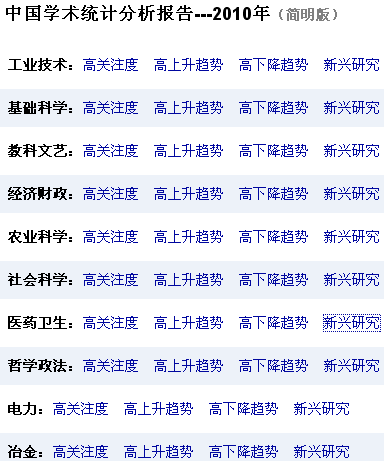 中国学术统计分析报告---2010年（简明版）
工业技术：高关注度 高上升趋势 高下降趋势 新兴研究
基础科学：高关注度 高上升趋势 高下降趋势 新兴研究
教科文艺：高关注度 高上升趋势 高下降趋势 新兴研究
经济财政：高关注度 高上升趋势 高下降趋势 新兴研究
农业科学：高关注度 高上升趋势 高下降趋势 新兴研究
社会科学：高关注度 高上升趋势 高下降趋势 新兴研究
医药卫生：高关注度 高上升趋势 高下降趋势 新兴研究
哲学政法：高关注度 高上升趋势 高下降趋势 新兴研究
电力：高关注度 高上升趋势 高下降趋势 新兴研究
冶金：高关注度 高上升趋势 高下降趋势 新兴研究